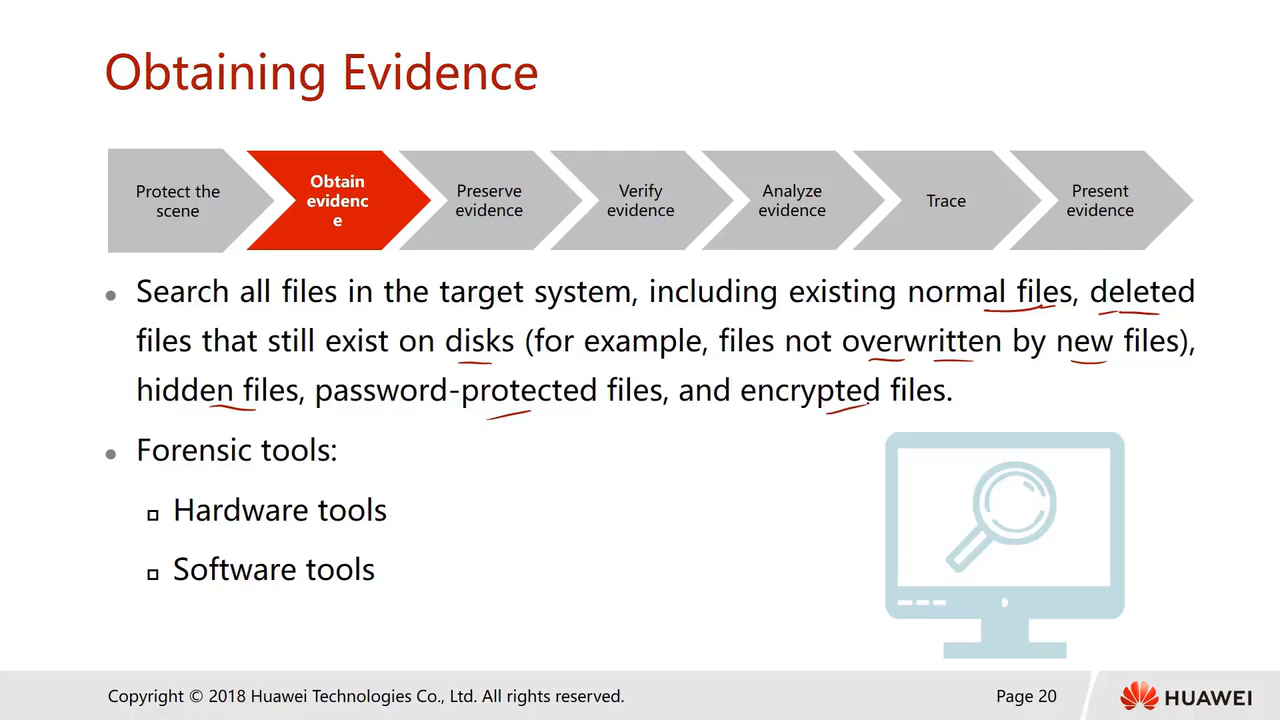 Obtaining Evidence
Protect the
scene
Obtain
evidenc
e
Preserve
evidence
Verify
evidence
Analyze
evidence
Trace
Present
evidence
Search all files in the target system, including existing normal files, deleted
files that still exist on disks (for example, files not overwritten by new files),
hidden files, password-protected files, and encrypted files.
Forensic tools:
Hardware tools
Software tools
Copyright © 2018 Huawei Technologies Co., Ltd. All rights reserved.
Page 20
HUAWEI